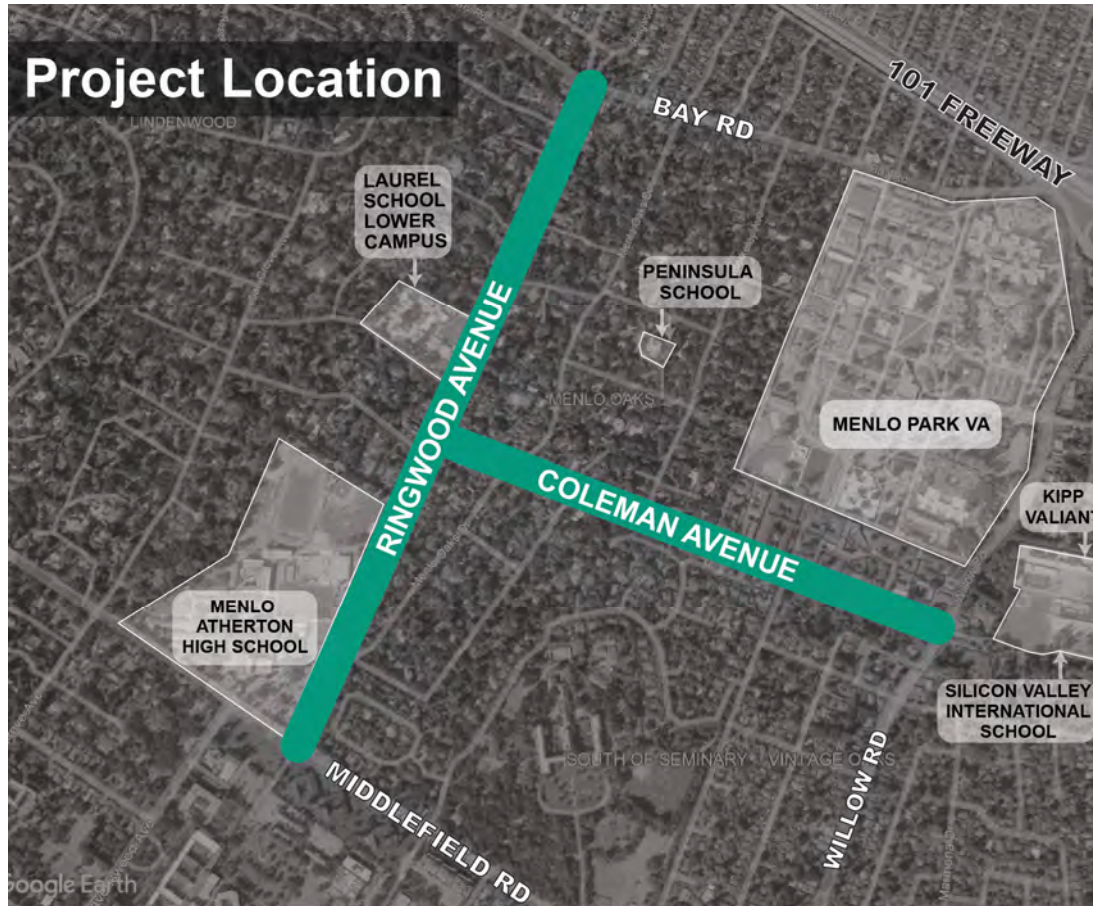 Project Location
LINDENWOOD
101 FREEWAY
BAY RD
LAUREL
SCHOOL
LOWER
CAMPUS
PENINSULA
SCHOOL
RINGWOOD AVENUE
MENLO OAKS
MENLO PARK VA
COLEMAN AVENUE
KIPP
VALIANT
MENLO
ATHERTON
HIGH SCHOOL
SILICON VALLEY
INTERNATIONAL
SCHOOL
SOUTH OF SEMINARY
VINTAGE OAKS
WILLOW RD
MIDDLEFIELD RD
Google Earth